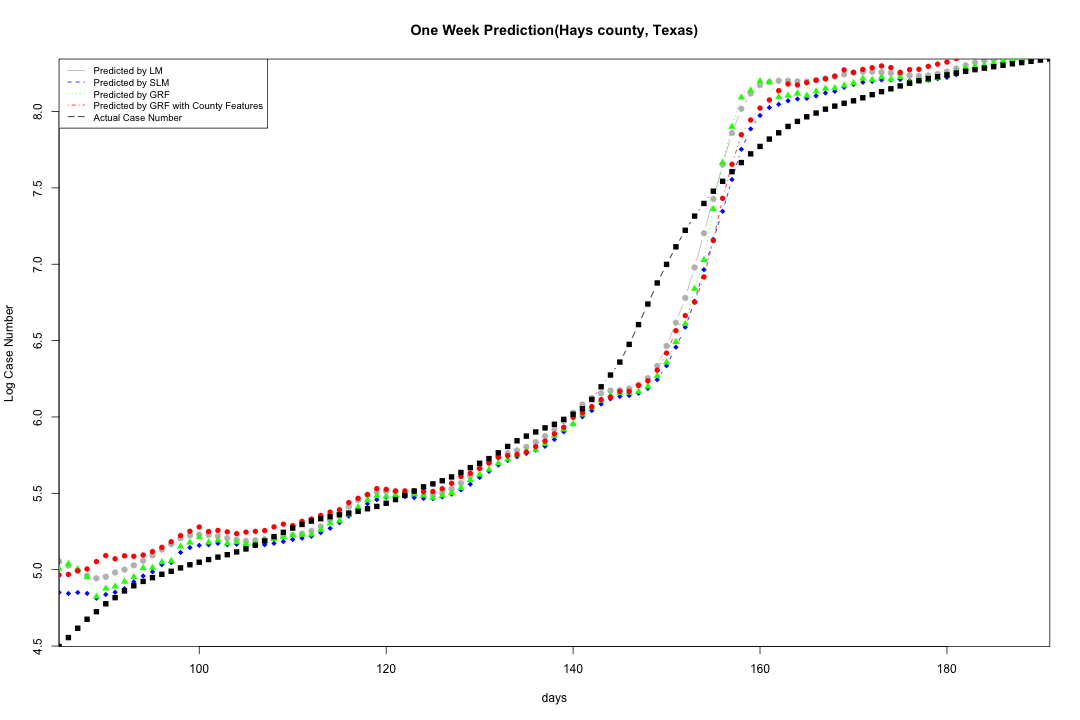 One Week Prediction(Hays county, Texas)
Predicted by LM
Predicted by SLM
Predicted by GRF
Predicted by GRF with County Features
Actual Case Number
Log Case Number
8.0
7.5
7.0
6.5
6.0
5.5
5.0
4.5
100 120 140 160 180
days